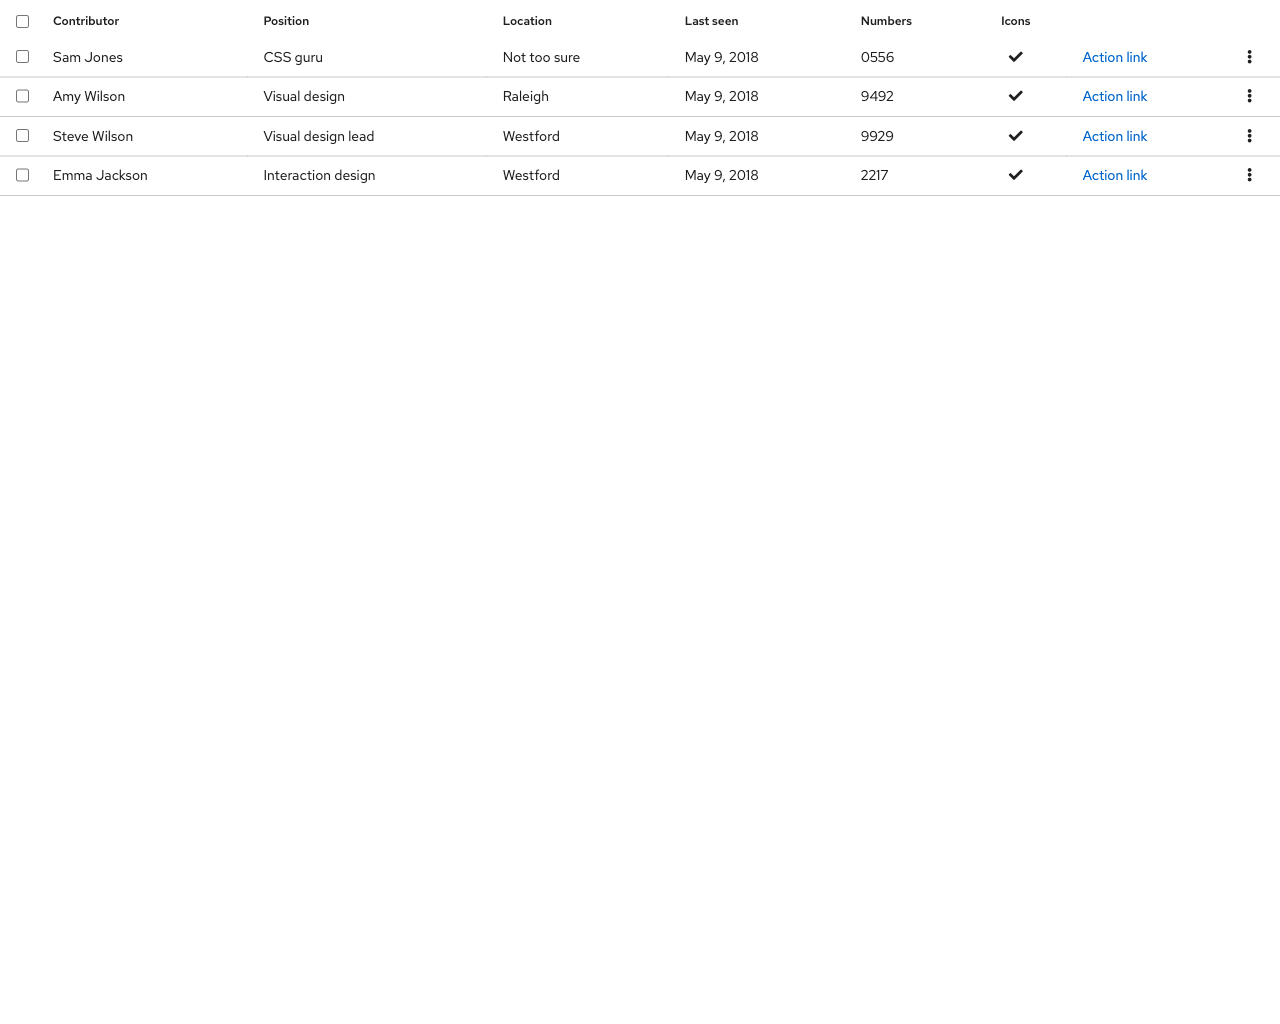 Contributor Position Location Last seen Numbers Icons
Sam Jones CSS guru Not too sure May 9, 2018 0556 Action link
Amy Wilson Visual design Raleigh May 9, 2018 9492 Action link
Steve Wilson Visual design lead Westford May 9, 2018 9929 Action link
Emma Jackson Interaction design Westford May 9, 2018 2217 Action link